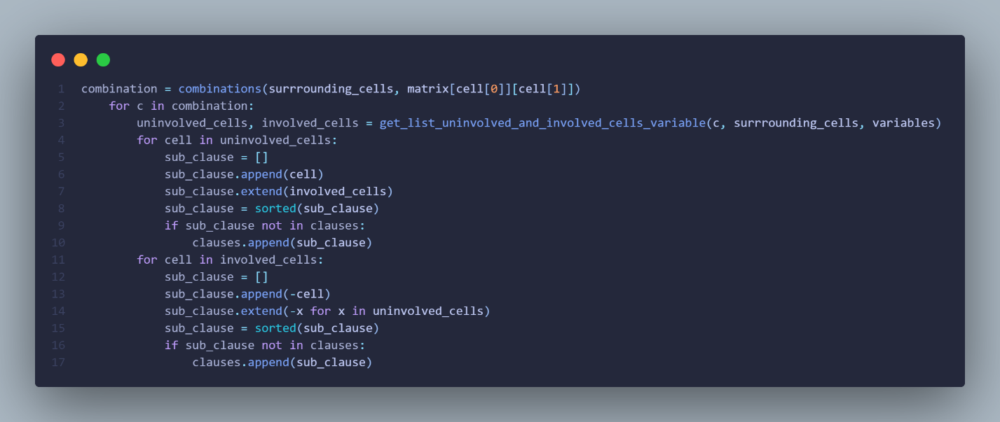 1 combination = combinations(surrrounding_cells, matrix[cell[0]][cell[1]])
2     for c in combination:
3         uninvolved_cells, involved_cells = get_list_uninvolved_and_involved_cells_variable(c, surrrounding_cells, variables)
4         for cell in uninvolved_cells:
5             sub_clause = []
6             sub_clause.append(cell)
7             sub_clause.extend(involved_cells)
8             sub_clause = sorted(sub_clause)
9             if sub_clause not in clauses:
10                 clauses.append(sub_clause)
11         for cell in involved_cells:
12             sub_clause = []
13             sub_clause.append(-cell)
14             sub_clause.extend(-x for x in uninvolved_cells)
15             sub_clause = sorted(sub_clause)
16             if sub_clause not in clauses:
17                 clauses.append(sub_clause)